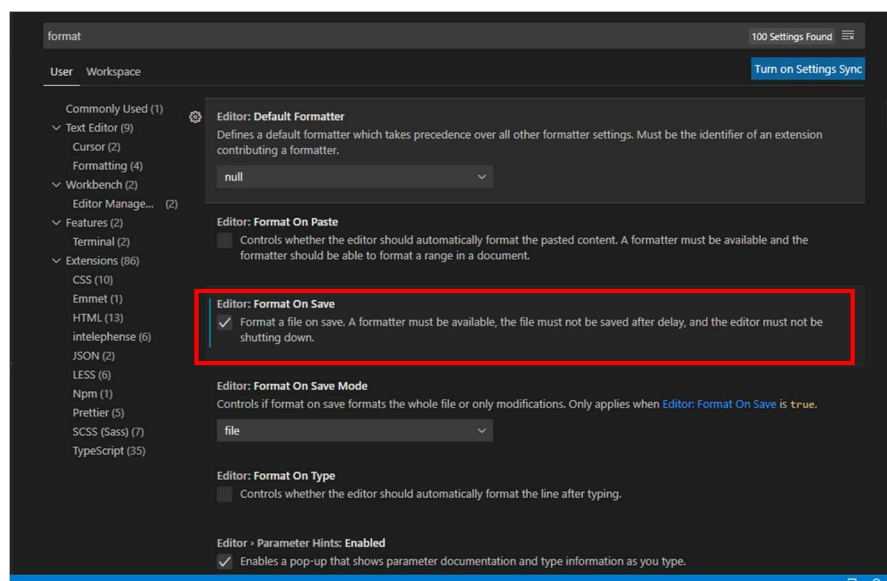 format
100 Settings Found
User Workspace
Turn on Settings Sync
Commonly Used (1)
Text Editor (9)
Cursor (2)
Formatting (4)
Workbench (2)
Editor Manage... (2)
Features (2)
Terminal (2)
Extensions (86)
CSS (10)
Emmet (1)
HTML (13)
intelephense (6)
JSON (2)
LESS (6)
Npm (1)
Prettier (5)
SCSS (Sass) (7)
TypeScript (35)
Editor: Default Formatter
Defines a default formatter which takes precedence over all other formatter settings. Must be the identifier of an extension
contributing a formatter.
null
Editor: Format On Paste
Controls whether the editor should automatically format the pasted content. A formatter must be available and the
formatter should be able to format a range in a document.
Editor: Format On Save
Format a file on save. A formatter must be available, the file must not be saved after delay, and the editor must not be
shutting down.
Editor: Format On Save Mode
Controls if format on save formats the whole file or only modifications. Only applies when Editor: Format On Save is true.
file
Editor: Format On Type
Controls whether the editor should automatically format the line after typing.
Editor › Parameter Hints: Enabled
Enables a pop-up that shows parameter documentation and type information as you type.